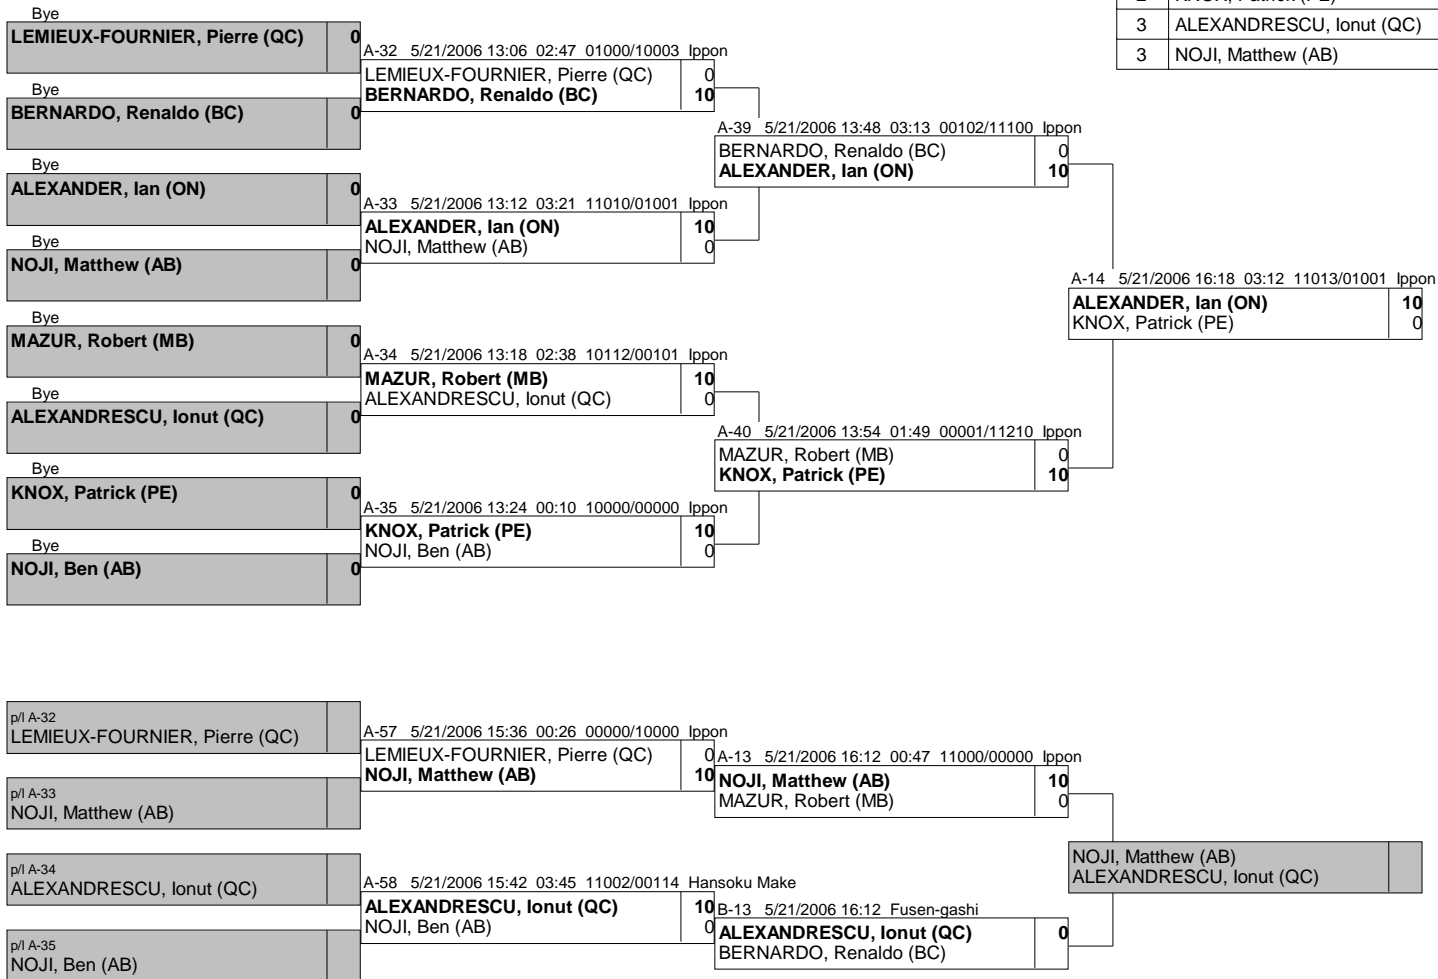 Bye
LEMIEUX-FOURNIER, Pierre (QC) 0
Bye
BERNARDO, Renaldo (BC) 0
Bye
ALEXANDER, Ian (ON) 0
Bye
NOJI, Matthew (AB) 0
Bye
MAZUR, Robert (MB) 0
Bye
ALEXANDRESCU, Ionut (QC) 0
Bye
KNOX, Patrick (PE) 0
Bye
NOJI, Ben (AB) 0
A-32 5/21/2006 13:06 02:47 01000/10003 Ippon
LEMIEUX-FOURNIER, Pierre (QC) 0
BERNARDO, Renaldo (BC) 10
A-33 5/21/2006 13:12 03:21 11010/01001 Ippon
ALEXANDER, Ian (ON) 10
NOJI, Matthew (AB) 0
A-34 5/21/2006 13:18 02:38 10112/00101 Ippon
MAZUR, Robert (MB) 10
ALEXANDRESCU, Ionut (QC) 0
A-35 5/21/2006 13:24 00:10 10000/00000 Ippon
KNOX, Patrick (PE) 10
NOJI, Ben (AB) 0
A-39 5/21/2006 13:48 03:13 00102/11100 Ippon
BERNARDO, Renaldo (BC) 0
ALEXANDER, Ian (ON) 10
A-40 5/21/2006 13:54 01:49 00001/11210 Ippon
MAZUR, Robert (MB) 0
KNOX, Patrick (PE) 10
A-14 5/21/2006 16:18 03:12 11013/01001 Ippon
ALEXANDER, Ian (ON) 10
KNOX, Patrick (PE) 0
3 ALEXANDRESCU, Ionut (QC)
3 NOJI, Matthew (AB)
p/l A-32
LEMIEUX-FOURNIER, Pierre (QC)
p/l A-33
NOJI, Matthew (AB)
p/l A-34
ALEXANDRESCU, Ionut (QC)
p/l A-35
NOJI, Ben (AB)
A-57 5/21/2006 15:36 00:26 00000/10000 Ippon
LEMIEUX-FOURNIER, Pierre (QC) 0
NOJI, Matthew (AB) 10
A-58 5/21/2006 15:42 03:45 11002/00114 Hansoku Make
ALEXANDRESCU, Ionut (QC) 10
NOJI, Ben (AB) 0
A-13 5/21/2006 16:12 00:47 11000/00000 Ippon
NOJI, Matthew (AB) 10
MAZUR, Robert (MB) 0
B-13 5/21/2006 16:12 Fusen-gashi
ALEXANDRESCU, Ionut (QC) 0
BERNARDO, Renaldo (BC)
NOJI, Matthew (AB)
ALEXANDRESCU, Ionut (QC)